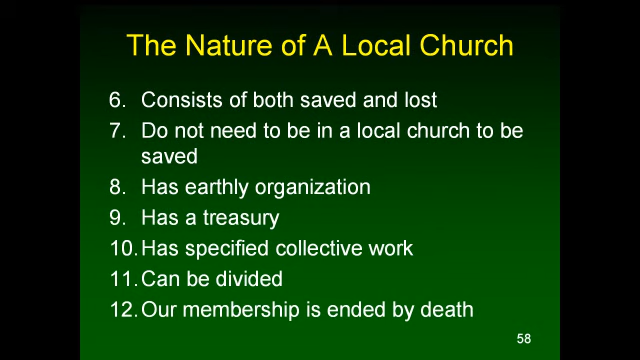 The Nature of A Local Church
6. Consists of both saved and lost
7. Do not need to be in a local church to be
saved
8. Has earthly organization
9. Has a treasury
10. Has specified collective work
11. Can be divided
12. Our membership is ended by death
58